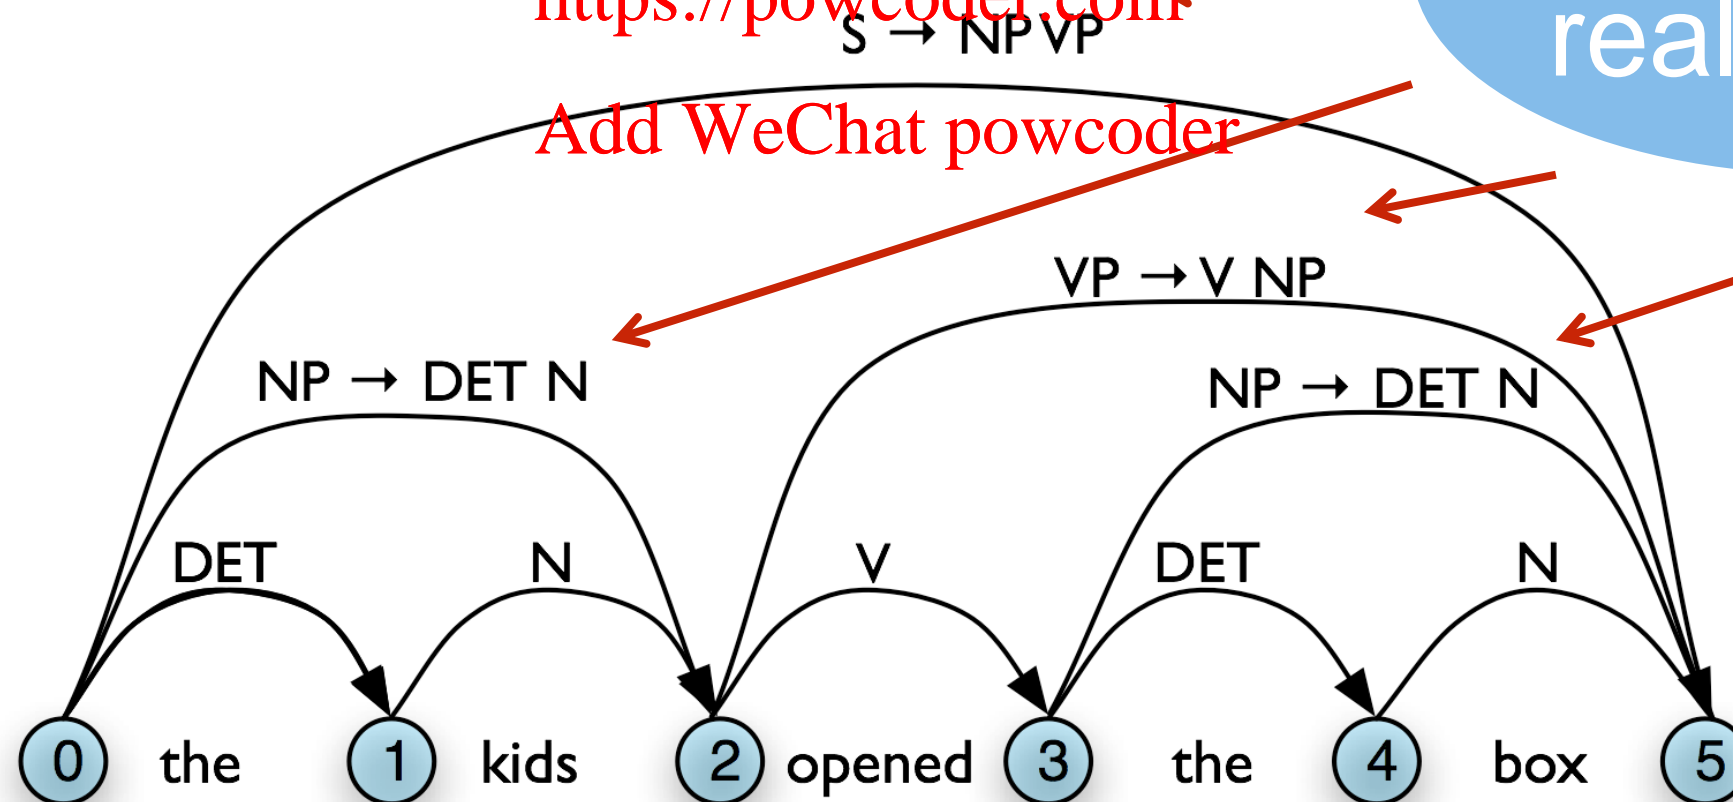 https://powcoder.com
S → NP VP
real
Add WeChat powcoder
VP → V NP
NP → DET N
NP → DET N
DET N V DET N
0 the 1 kids 2 opened 3 the 4 box 5